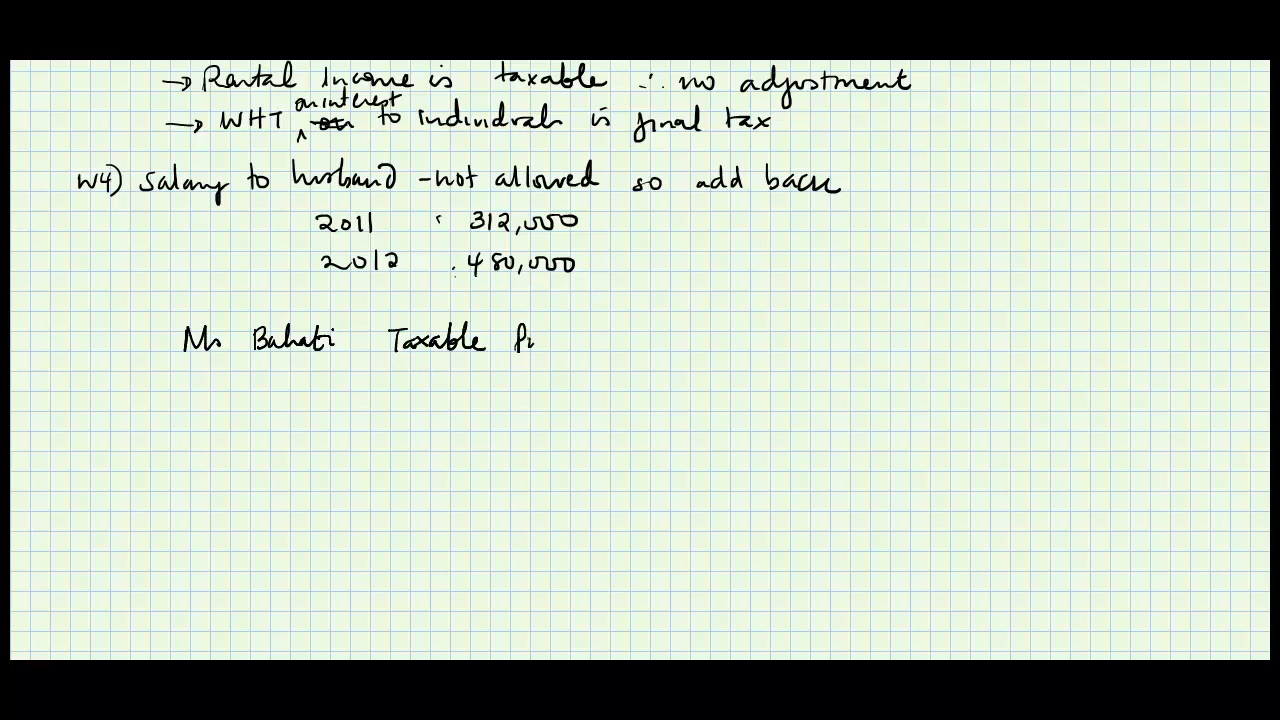 → Rental Income is taxable ∴ no adjustment
→ WHT on interest to individuals is final tax
W4) Salary to husband - not allowed so add back
2011 312,000
2012 480,000
Ms Bahati Taxable Pr